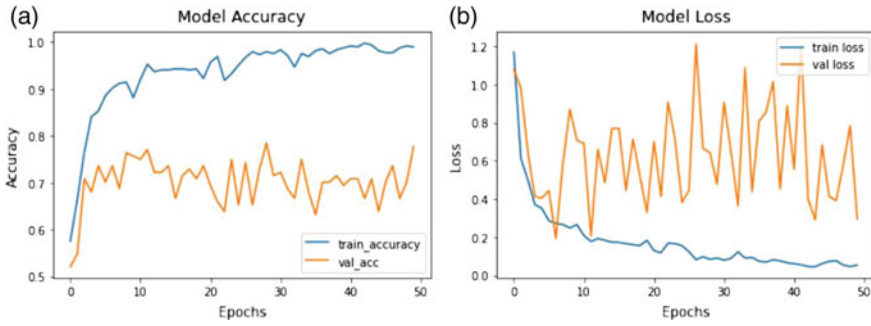 (a)
Model Accuracy
1.0
0.9
0.8
0.7
0.6
0.5
Accuracy
train_accuracy
val_acc
0 10 20 30 40 50
Epochs
(b)
Model Loss
1.2
1.0
0.8
0.6
0.4
0.2
0.0
Loss
train loss
val loss
0 10 20 30 40 50
Epochs